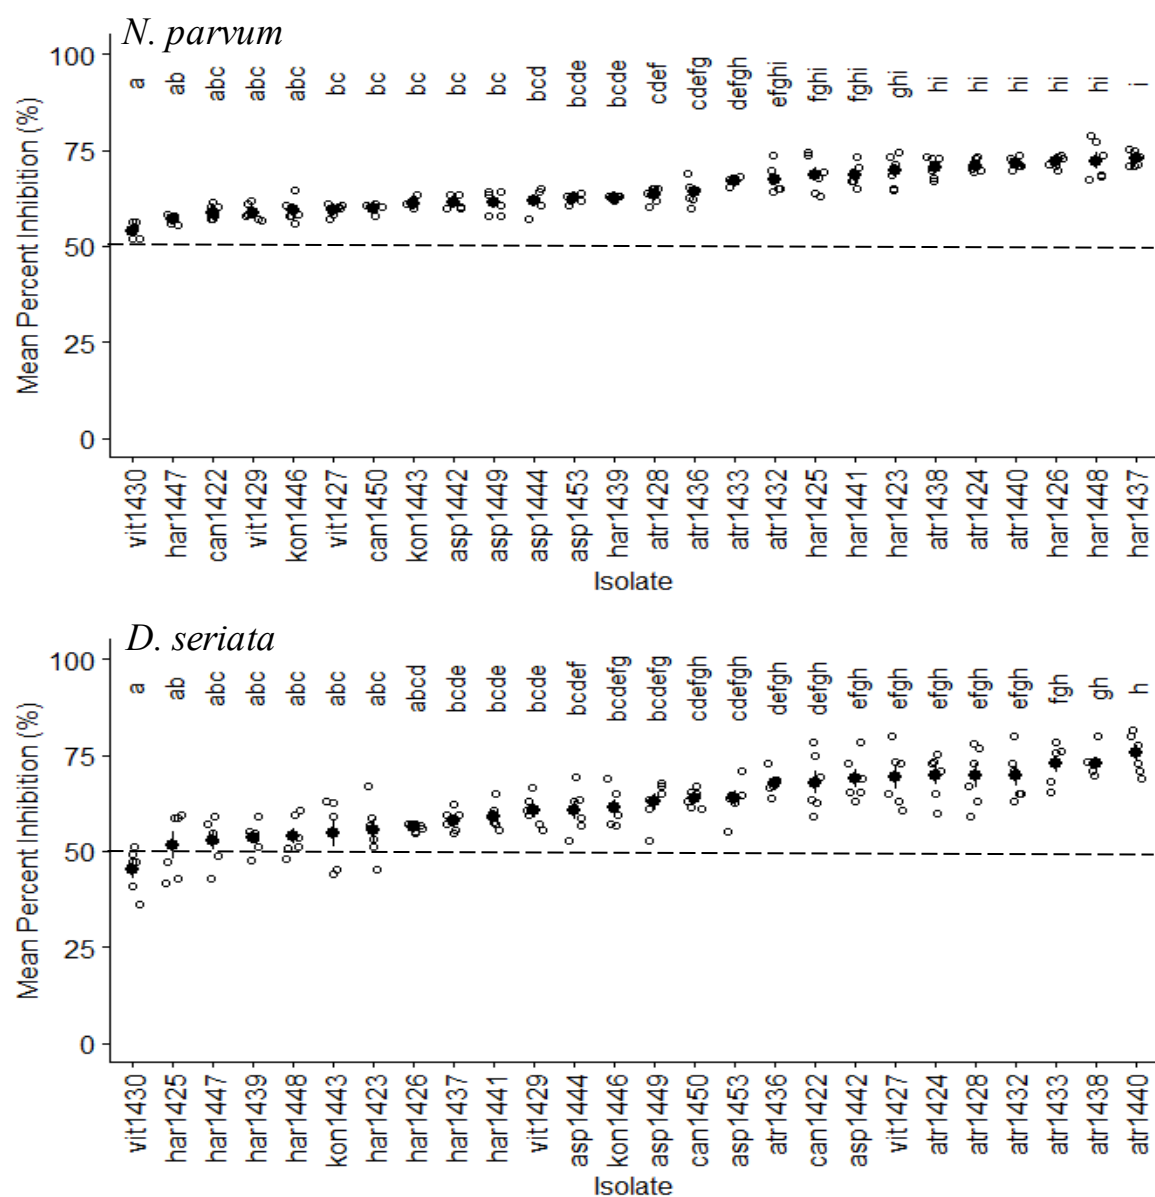 N. parvum
Mean Percent Inhibition (%)
100
75
50
25
0
a ab abc abc abc bc bc bc bc bc bcd bcde bcde cdef cdefg defgh efghi fghi fghi ghi hi hi hi hi hi i
vit1430 har1447 can1422 vit1429 kon1446 vit1427 can1450 kon1443 asp1442 asp1449 asp1444 asp1453 har1439 atr1428 atr1436 atr1433 atr1432 har1425 har1441 har1423 atr1438 atr1424 atr1440 har1426 har1448 har1437
Isolate
D. seriata
Mean Percent Inhibition (%)
100
75
50
25
0
a ab abc abc abc abc abc abcd bcde bcde bcde bcdef bcdefg bcdefg cdefgh cdefgh defgh defgh efgh efgh efgh efgh efgh fgh gh h
vit1430 har1425 har1447 har1439 har1448 kon1443 har1423 har1426 har1437 har1441 vit1429 asp1444 kon1446 asp1449 can1450 asp1453 atr1436 can1422 asp1442 vit1427 atr1424 atr1428 atr1432 atr1433 atr1438 atr1440
Isolate